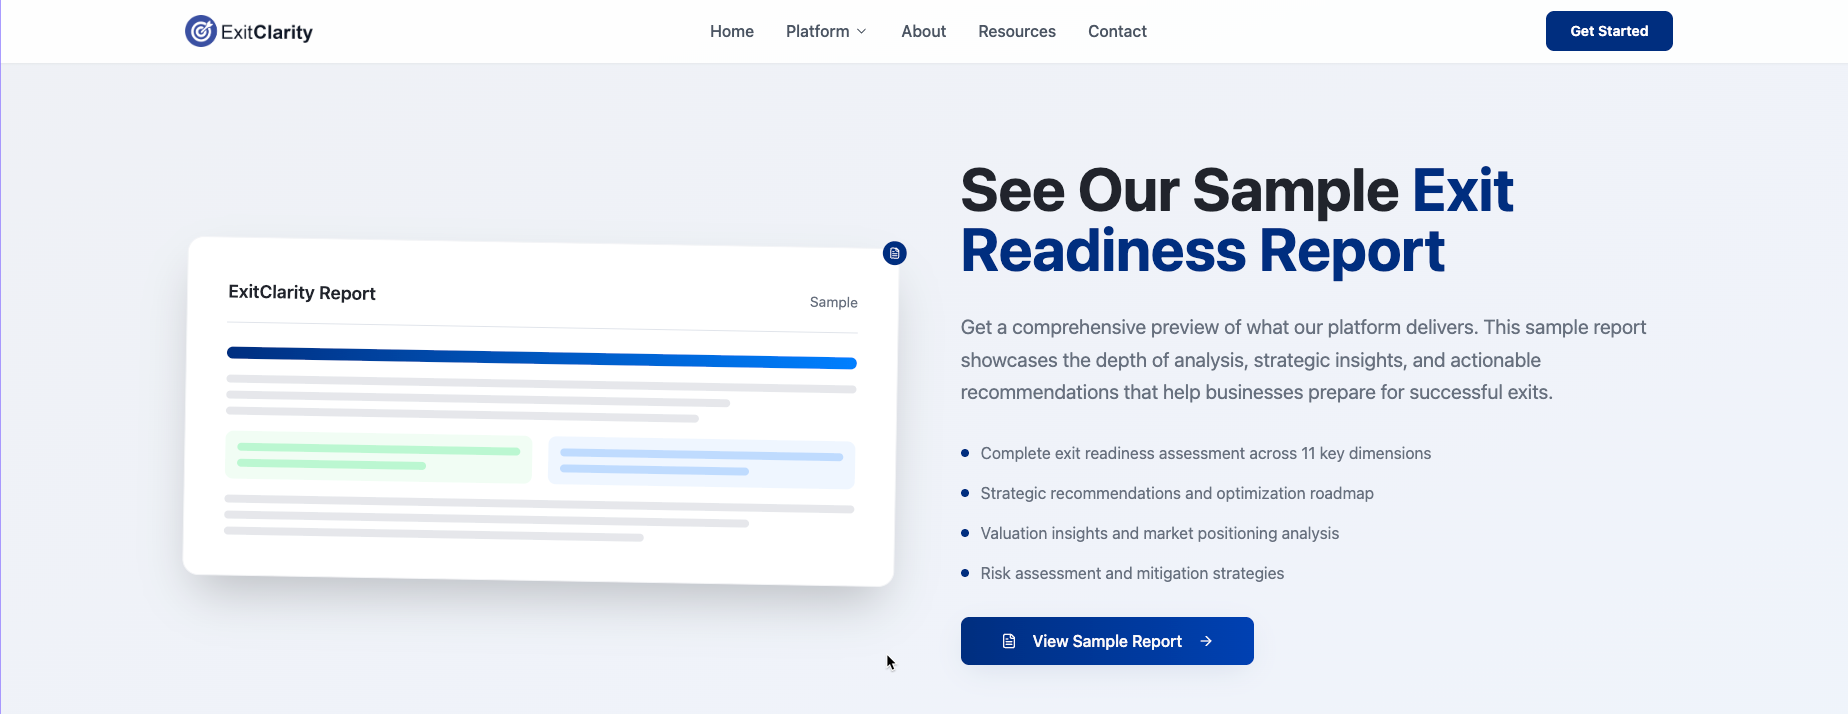 ExitClarity
Home
Platform
About
Resources
Contact
Get Started
ExitClarity Report
Sample
See Our Sample Exit
Readiness Report
Get a comprehensive preview of what our platform delivers. This sample report
showcases the depth of analysis, strategic insights, and actionable
recommendations that help businesses prepare for successful exits.
Complete exit readiness assessment across 11 key dimensions
Strategic recommendations and optimization roadmap
Valuation insights and market positioning analysis
Risk assessment and mitigation strategies
View Sample Report